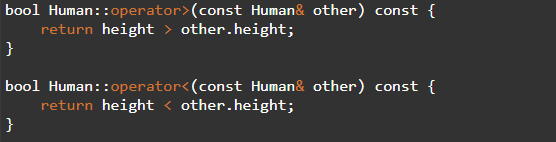 bool Human::operator>(const Human& other) const {
    return height > other.height;
}

bool Human::operator<(const Human& other) const {
    return height < other.height;
}